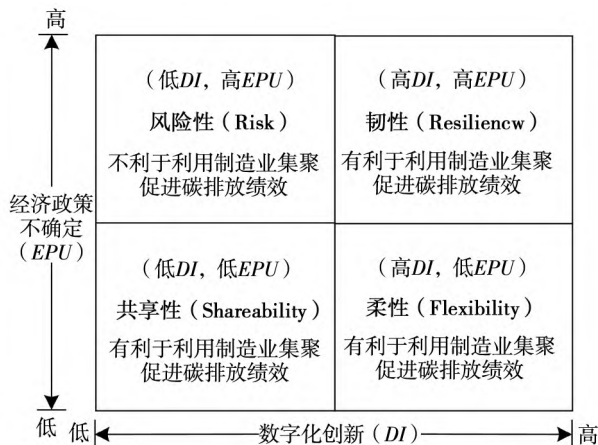 高
（低DI，高EPU）
风险性（Risk）
不利于利用制造业集聚
促进碳排放绩效
（高DI，高EPU）
韧性（Resiliencw）
有利于利用制造业集聚
促进碳排放绩效
经济政策
不确定
（EPU）
（低DI，低EPU）
共享性（Shareability）
有利于利用制造业集聚
促进碳排放绩效
（高DI，低EPU）
柔性（Flexibility）
有利于利用制造业集聚
促进碳排放绩效
低
低
数字化创新（DI）
高